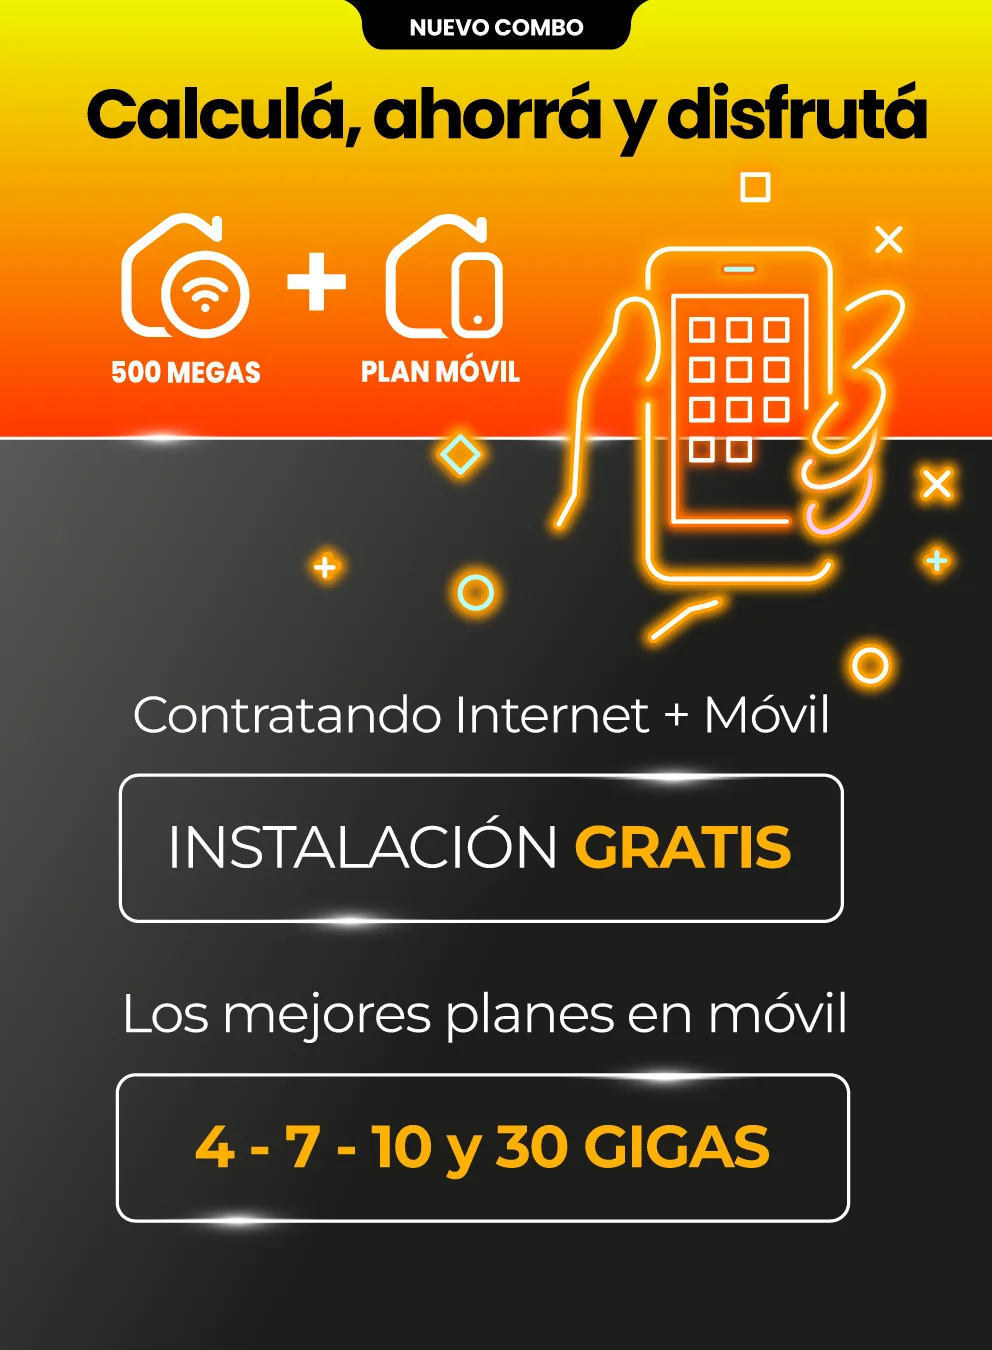 NUEVO COMBO
Calculá, ahorrá y disfrutá
500 MEGAS
PLAN MÓVIL
Contratando Internet + Móvil
INSTALACIÓN GRATIS
Los mejores planes en móvil
4 - 7 - 10 y 30 GIGAS